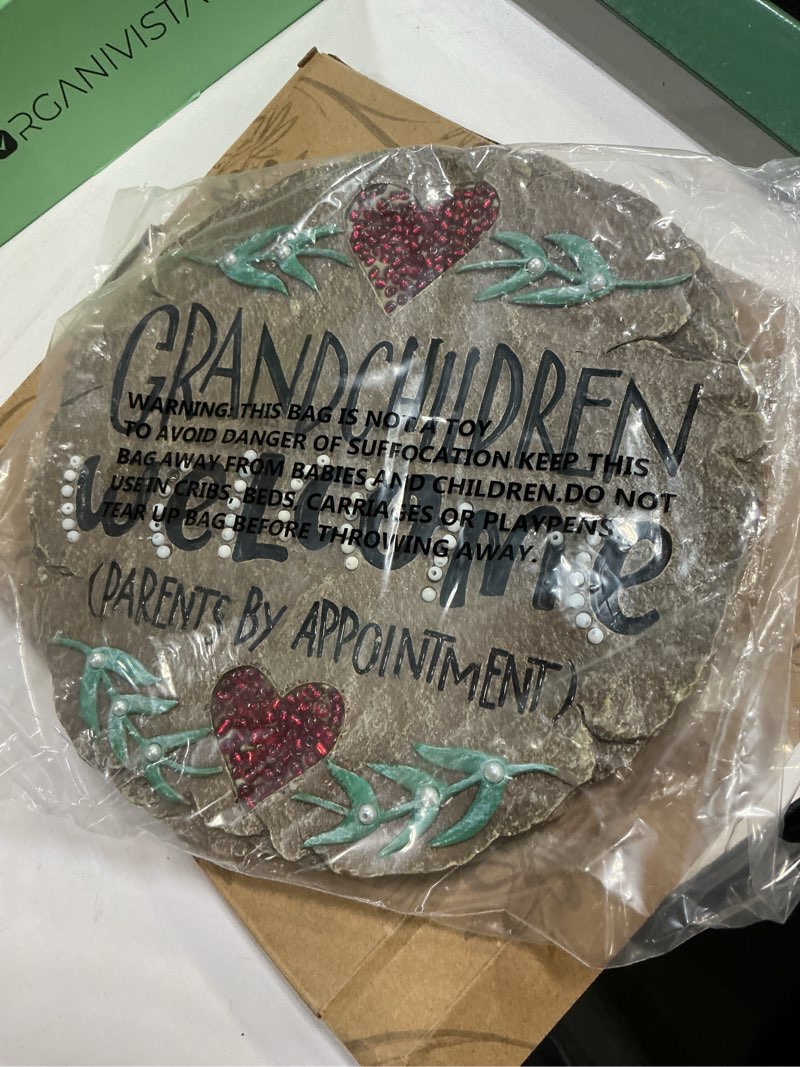 ORGANIVISTA
GRANDCHILDREN
WARNING: THIS BAG IS NOT A TOY
TO AVOID DANGER OF SUFFOCATION KEEP THIS
BAG AWAY FROM BABIES AND CHILDREN.DO NOT
USE IN CRIBS, BEDS, CARRIAGES OR PLAYPENS
TEAR UP BAG BEFORE THROWING AWAY.
weLcome
(PARENTS BY APPOINTMENT)